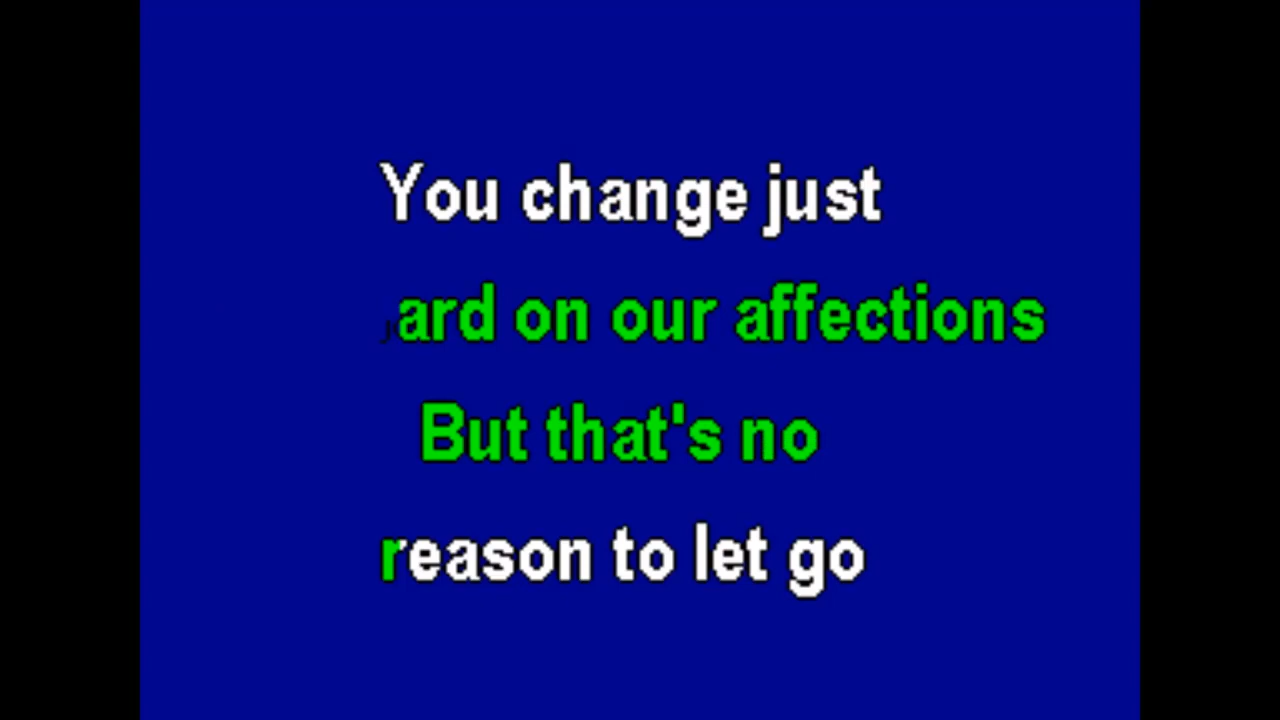 You change just
ard on our affections
But that's no
reason to let go